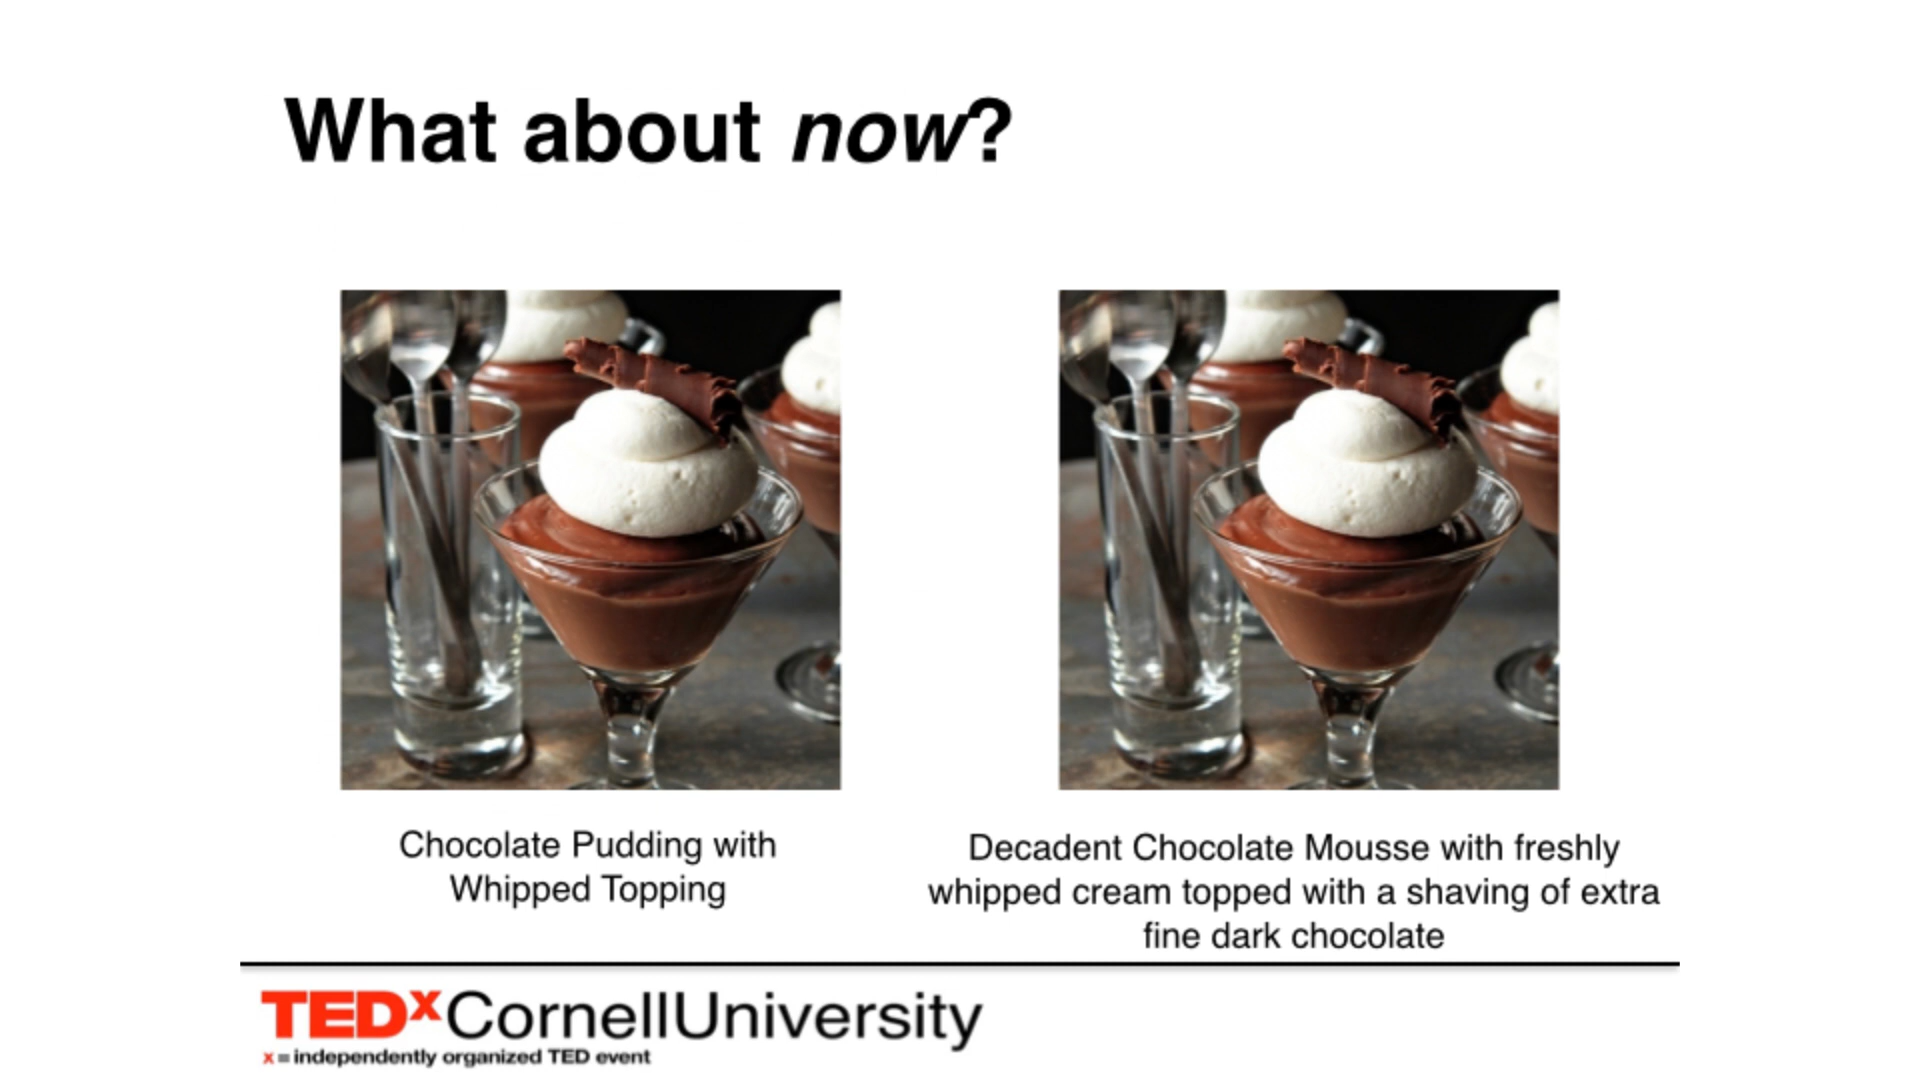 What about now?
Chocolate Pudding with
Whipped Topping
Decadent Chocolate Mousse with freshly
whipped cream topped with a shaving of extra
fine dark chocolate
TEDxCornellUniversity
x = independently organized TED event